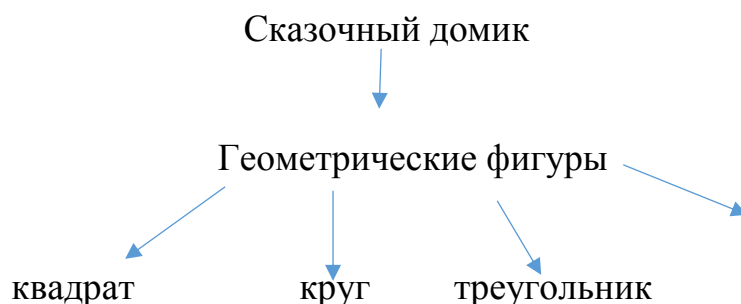 Сказочный домик
Геометрические фигуры
квадрат круг треугольник